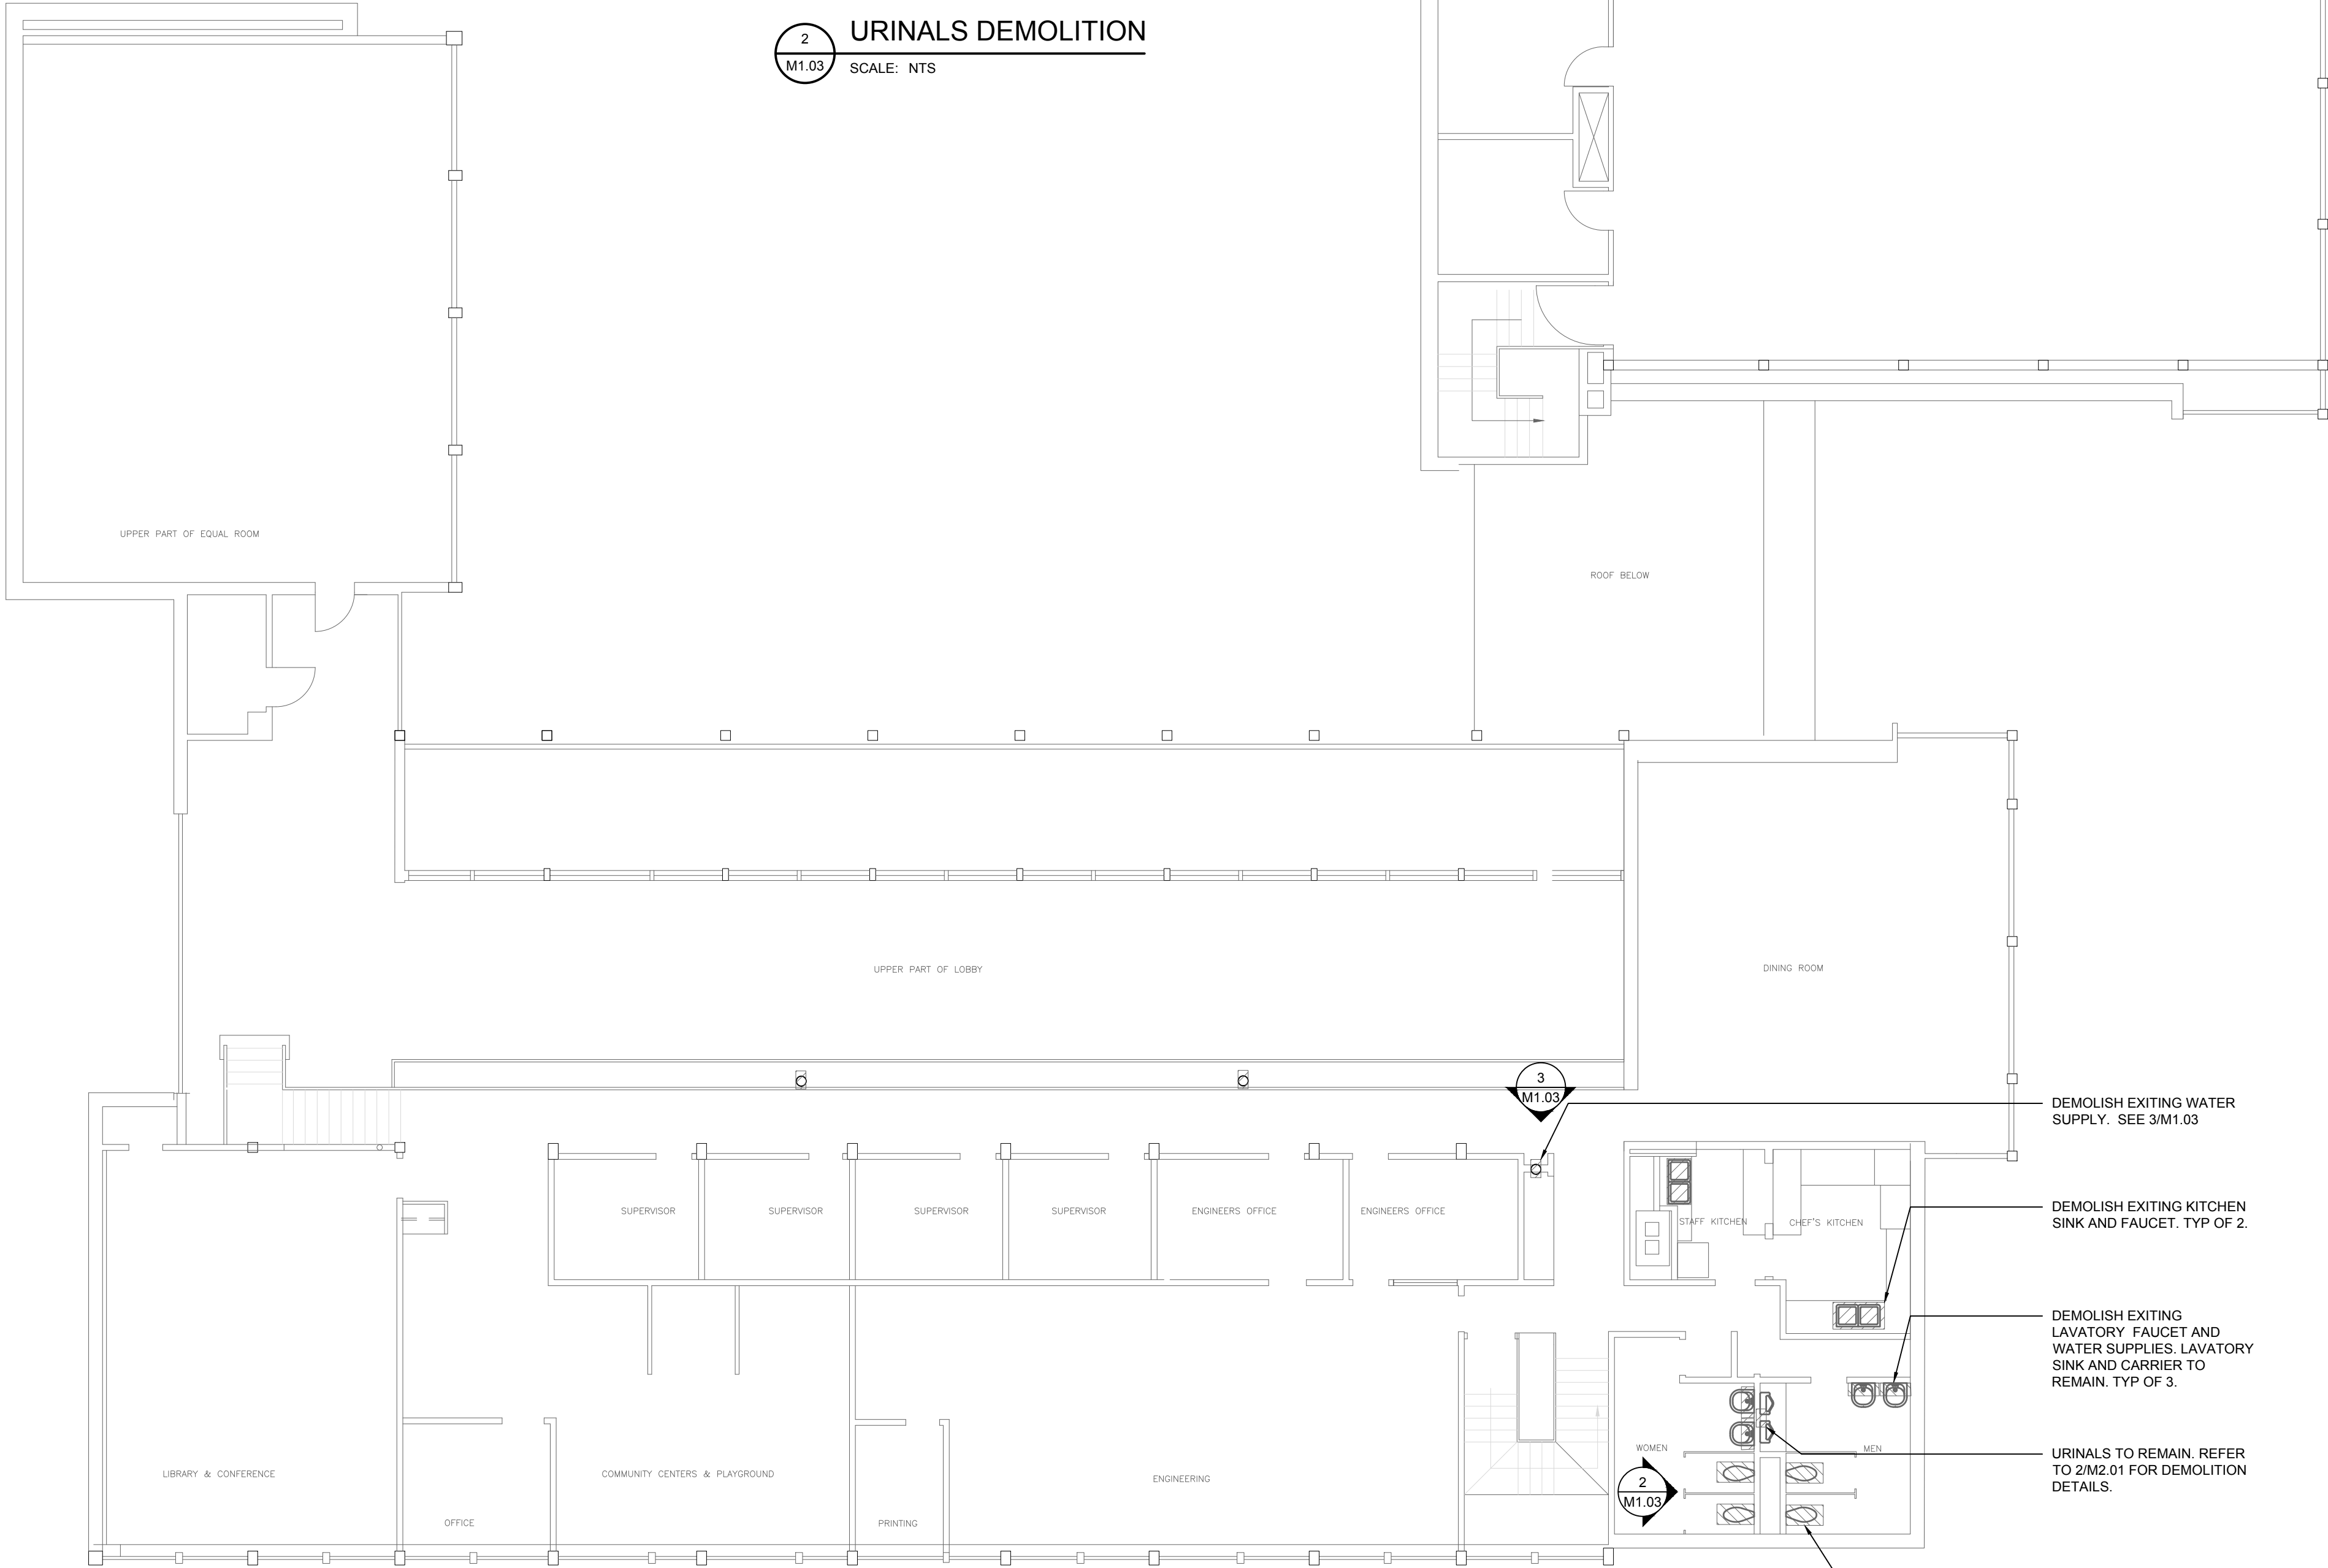 2
M1.03
URINALS DEMOLITION
SCALE: NTS
UPPER PART OF EQUAL ROOM
ROOF BELOW
UPPER PART OF LOBBY
DINING ROOM
3
M1.03
DEMOLISH EXITING WATER
SUPPLY. SEE 3/M1.03
SUPERVISOR
SUPERVISOR
SUPERVISOR
SUPERVISOR
ENGINEERS OFFICE
ENGINEERS OFFICE
STAFF KITCHEN
CHEF'S KITCHEN
DEMOLISH EXITING KITCHEN
SINK AND FAUCET. TYP OF 2.
DEMOLISH EXITING
LAVATORY FAUCET AND
WATER SUPPLIES. LAVATORY
SINK AND CARRIER TO
REMAIN. TYP OF 3.
WOMEN
MEN
URINALS TO REMAIN. REFER
TO 2/M2.01 FOR DEMOLITION
DETAILS.
2
M1.03
LIBRARY & CONFERENCE
COMMUNITY CENTERS & PLAYGROUND
ENGINEERING
OFFICE
PRINTING